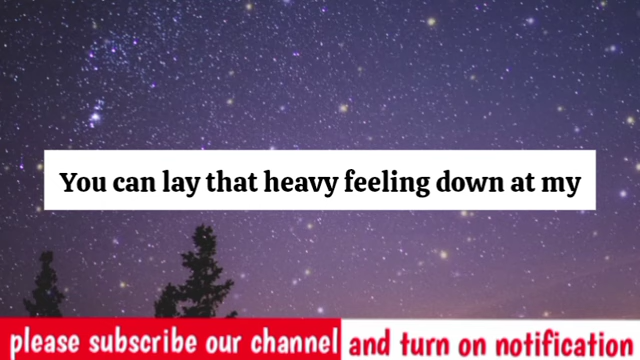 You can lay that heavy feeling down at my
please subscribe our channel and turn on notification